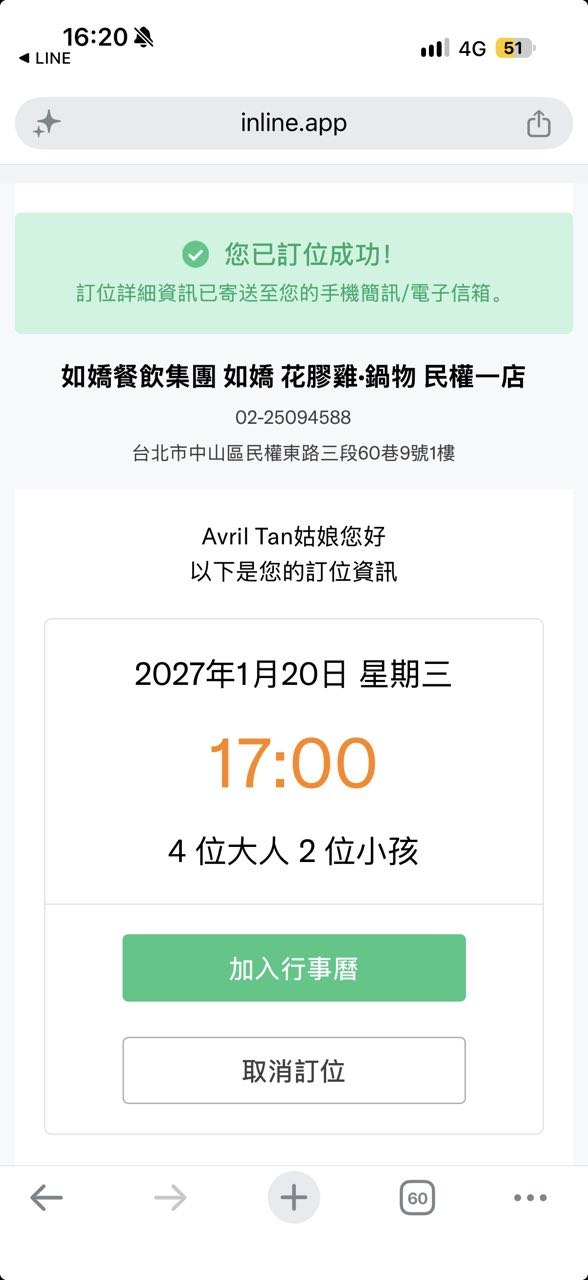 16:20
◀ LINE
4G
51
inline.app
您已訂位成功!
訂位詳細資訊已寄送至您的手機簡訊/電子信箱。
如嬌餐飲集團 如嬌 花膠雞·鍋物 民權一店
02-25094588
台北市中山區民權東路三段60巷9號1樓
Avril Tan姑娘您好
以下是您的訂位資訊
2027年1月20日 星期三
17:00
4 位大人 2 位小孩
加入行事曆
取消訂位
60